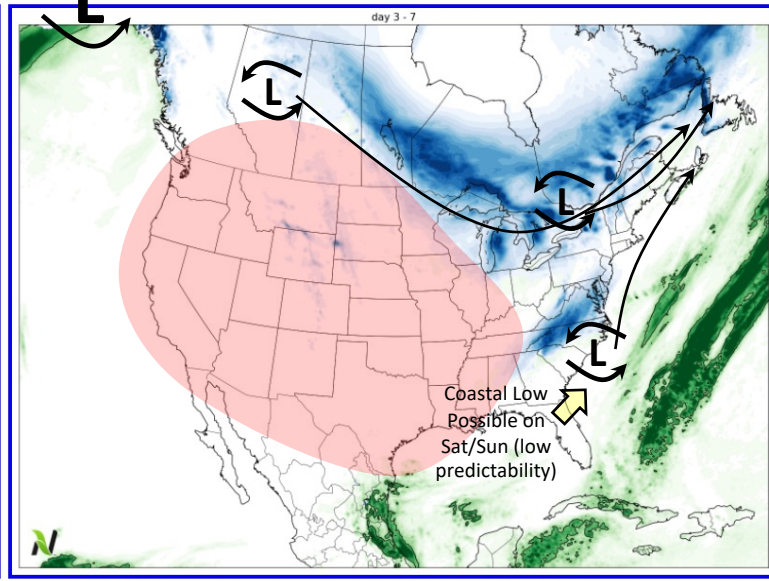 L
day 3 - 7
L
L
L
Coastal Low
Possible on
Sat/Sun (low
predictability)